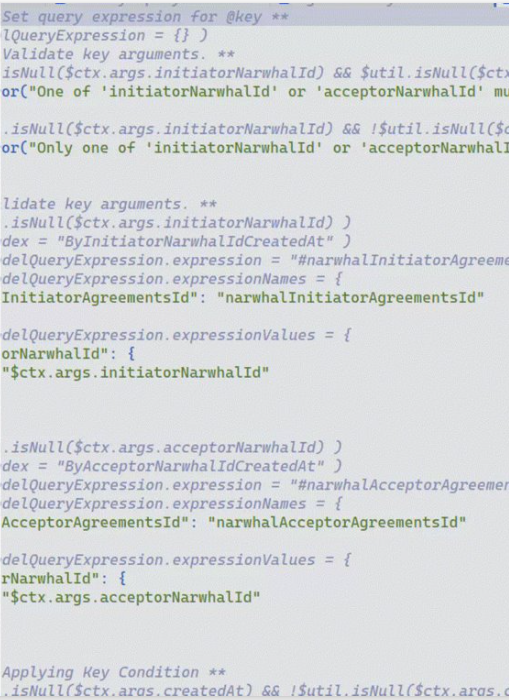 Set query expression for @key **
lQueryExpression = {} )
Validate key arguments. **
isNull($ctx.args.initiatorNarwhalId) && $util.isNull($ctx
or("One of 'initiatorNarwhalId' or 'acceptorNarwhalId' mu
.isNull($ctx.args.initiatorNarwhalId) && !$util.isNull($c
or("Only one of 'initiatorNarwhalId' or 'acceptorNarwhalI
lidate key arguments. **
.isNull($ctx.args.initiatorNarwhalId) )
dex = "ByInitiatorNarwhalIdCreatedAt" )
delQueryExpression.expression = "#narwhalInitiatorAgreeme
delQueryExpression.expressionNames = {
InitiatorAgreementsId": "narwhalInitiatorAgreementsId"
delQueryExpression.expressionValues = {
orNarwhalId": {
"$ctx.args.initiatorNarwhalId"
.isNull($ctx.args.acceptorNarwhalId) )
dex = "ByAcceptorNarwhalIdCreatedAt" )
delQueryExpression.expression = "#narwhalAcceptorAgreemen
delQueryExpression.expressionNames = {
AcceptorAgreementsId": "narwhalAcceptorAgreementsId"
delQueryExpression.expressionValues = {
rNarwhalId": {
"$ctx.args.acceptorNarwhalId"
Applying Key Condition **
.isNull($ctx.args.createdAt) && !$util.isNull($ctx.args.c